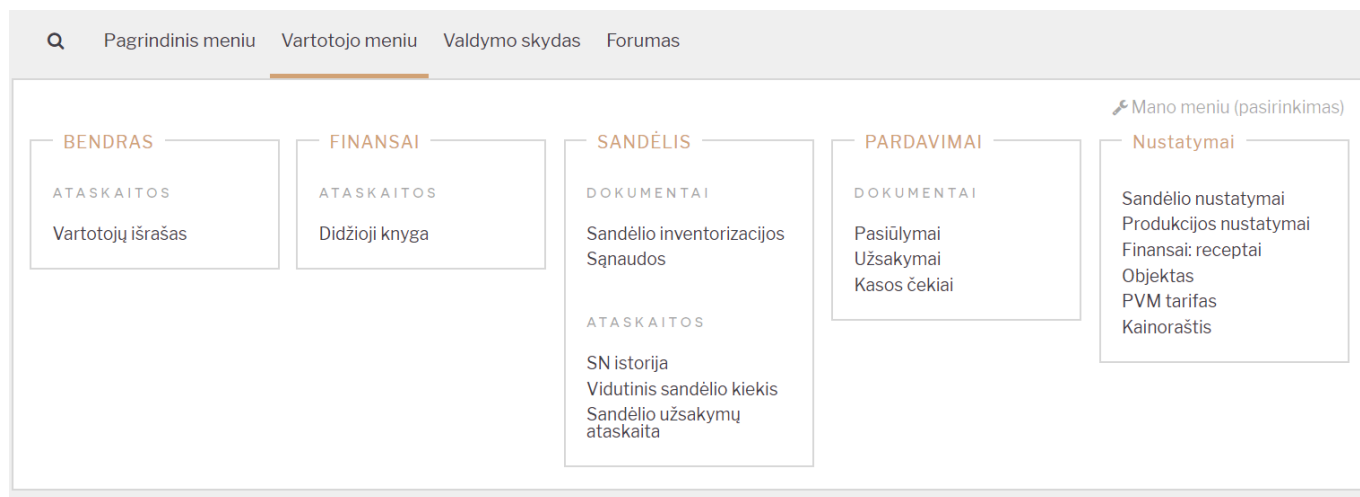 Pagrindinis meniu Vartotojo meniu Valdymo skydas Forumas
Mano meniu (pasirinkimas)
BENDRAS
ATASKAITOS
Vartotojų išrašas
FINANSAI
ATASKAITOS
Didžioji knyga
SANDĖLIS
DOKUMENTAI
Sandėlio inventorizacijos
Sąnaudos
ATASKAITOS
SN istorija
Vidutinis sandėlio kiekis
Sandėlio užsakymų
ataskaita
PARDAVIMAI
DOKUMENTAI
Pasiūlymai
Užsakymai
Kasos čekiai
Nustatymai
Sandėlio nustatymai
Produkcijos nustatymai
Finansai: receptai
Objektas
PVM tarifas
Kainoraštis